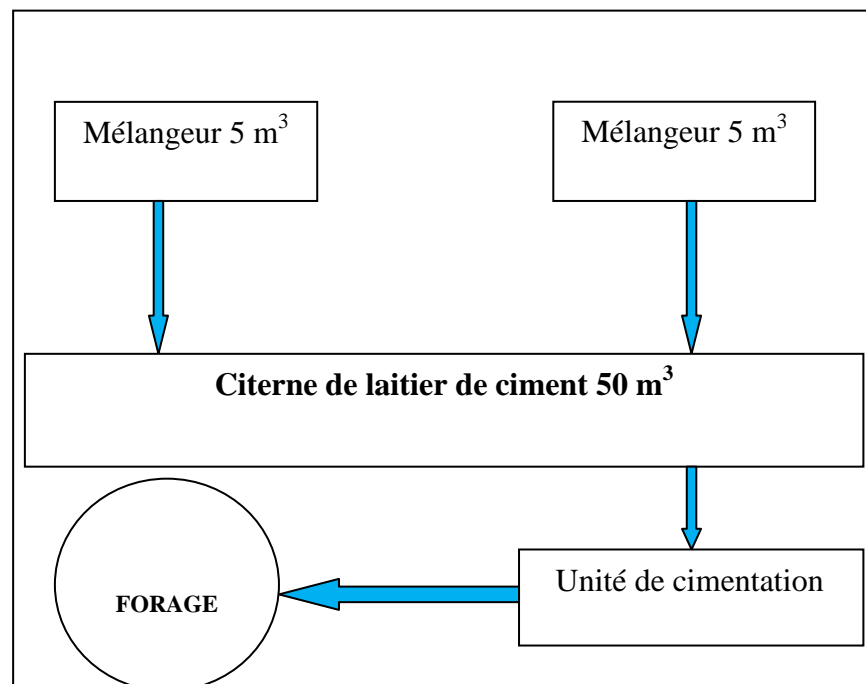 Mélangeur 5 m³
Mélangeur 5 m³
Citerne de laitier de ciment 50 m³
Unité de cimentation
FORAGE